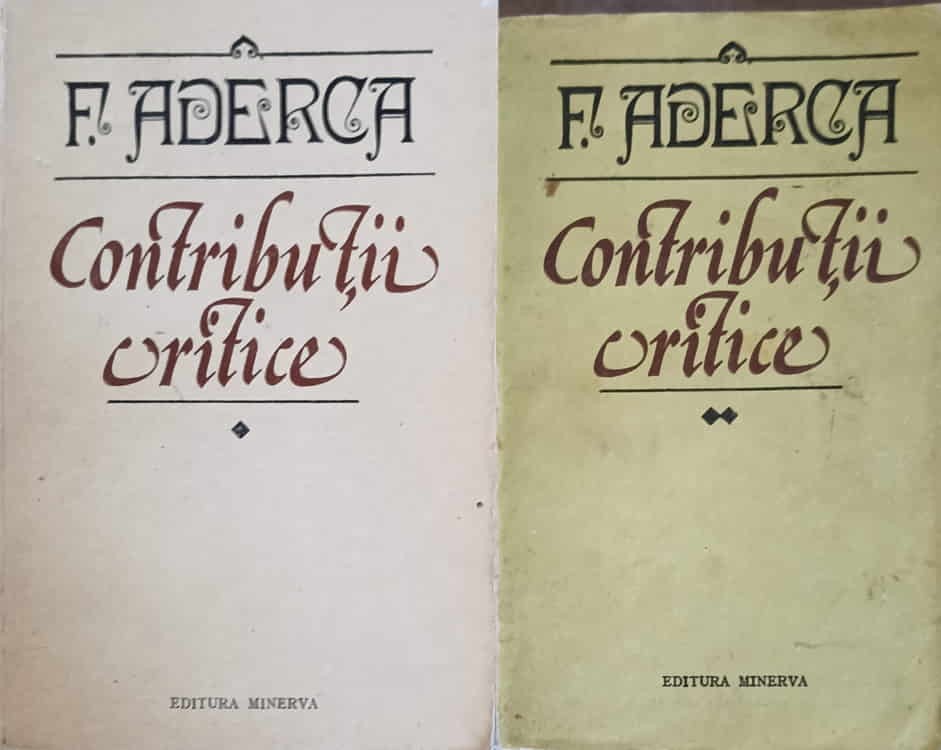 F. ADERCA
Contribuții
critice
EDITURA MINERVA
F. ADERCA
Contribuții
critice
EDITURA MINERVA